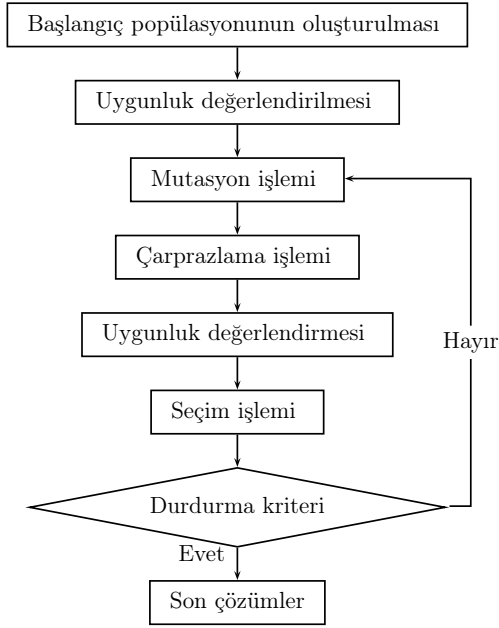 Başlangıç popülasyonunun oluşturulması
Uygunluk değerlendirilmesi
Mutasyon işlemi
Çarprazlama işlemi
Uygunluk değerlendirmesi
Hayır
Seçim işlemi
Durdurma kriteri
Evet
Son çözümler